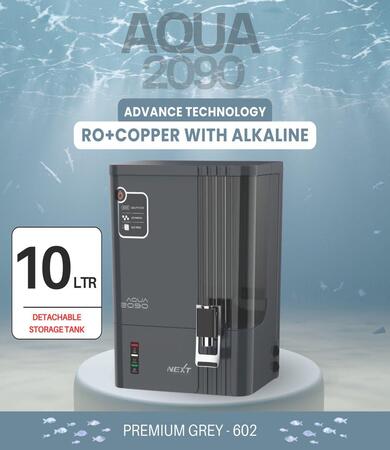 AQUA
2090
ADVANCE TECHNOLOGY
RO+COPPER WITH ALKALINE
10 LTR
DETACHABLE
STORAGE TANK
AQUA
2090
NEXT
PREMIUM GREY - 602